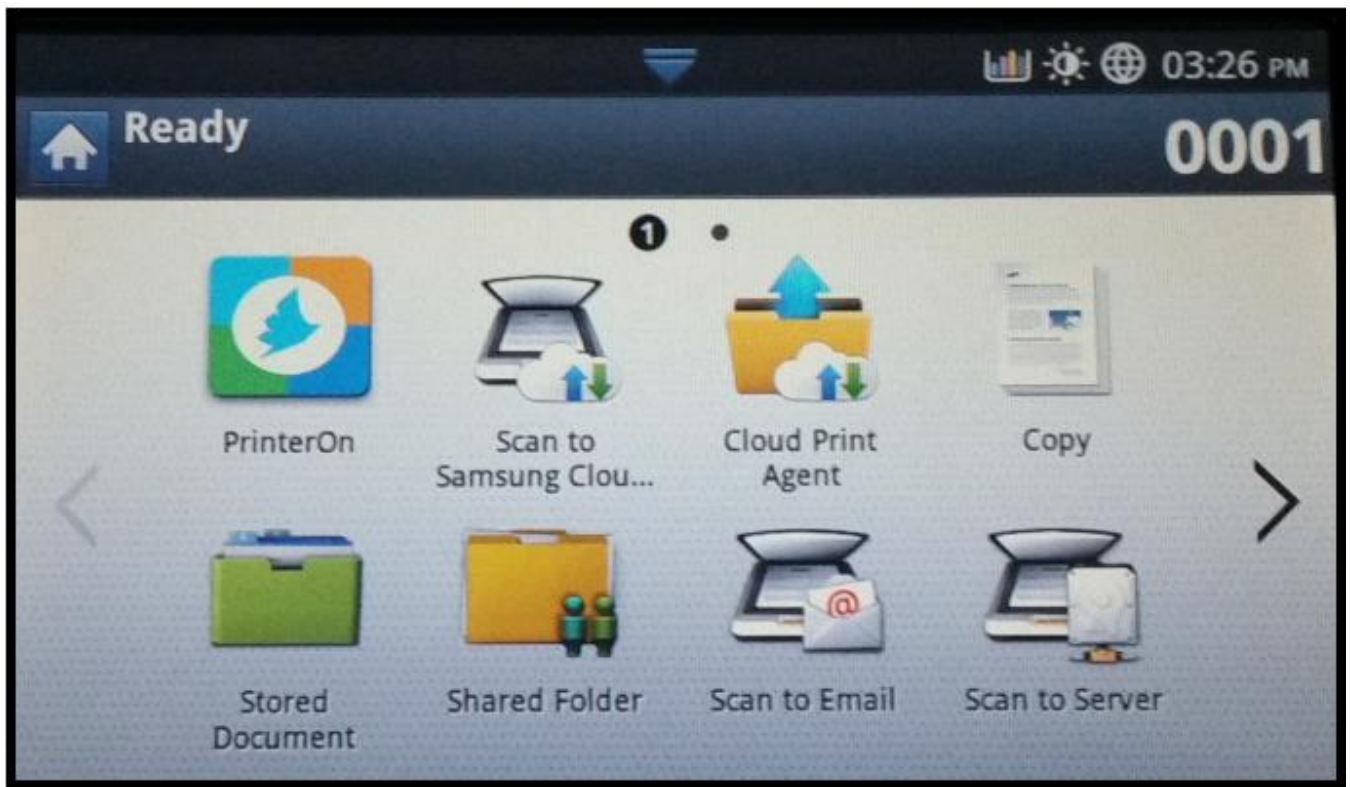 03:26 PM
Ready
0001
1
PrinterOn
Scan to
Samsung Clou...
Cloud Print
Agent
Copy
Stored
Document
Shared Folder
Scan to Email
Scan to Server